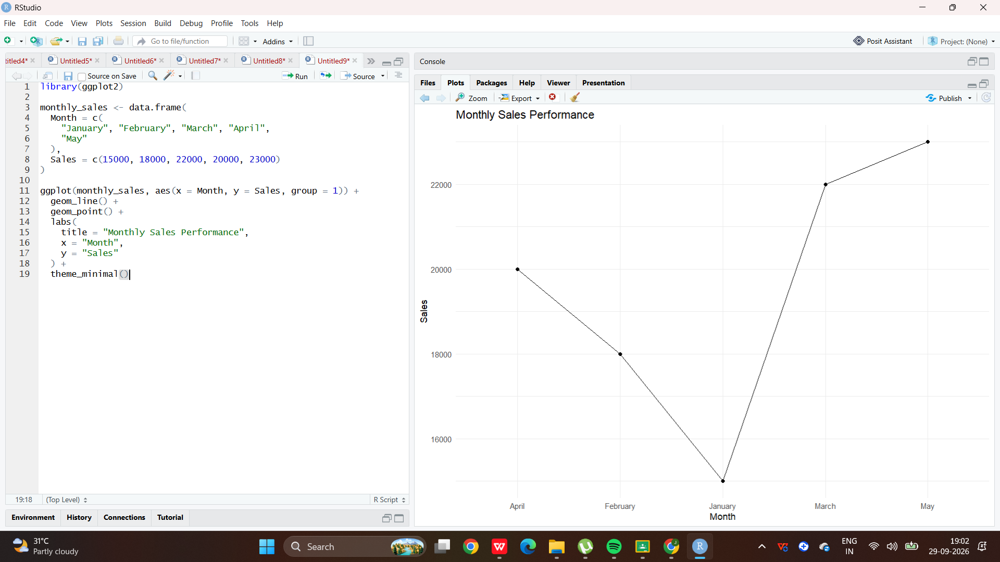 RStudio
File Edit Code View Plots Session Build Debug Profile Tools Help
Go to file/function Addins Posit Assistant Project: (None)
titled4* Untitled5* Untitled6* Untitled7* Untitled8* Untitled9*
Source on Save Run Source
1 library(ggplot2)
2
3 monthly_sales <- data.frame(
4   Month = c(
5     "January", "February", "March", "April",
6     "May"
7   ),
8   Sales = c(15000, 18000, 22000, 20000, 23000)
9 )
10
11 ggplot(monthly_sales, aes(x = Month, y = Sales, group = 1)) +
12   geom_line() +
13   geom_point() +
14   labs(
15     title = "Monthly Sales Performance",
16     x = "Month",
17     y = "Sales"
18   ) +
19   theme_minimal()
19:18 (Top Level) R Script
Environment History Connections Tutorial
Console
Files Plots Packages Help Viewer Presentation
Zoom Export Publish
Monthly Sales Performance
22000
20000
18000
16000
Sales
April February January March May
Month
31°C
Partly cloudy
Search
ENG
IN
19:02
29-09-2026